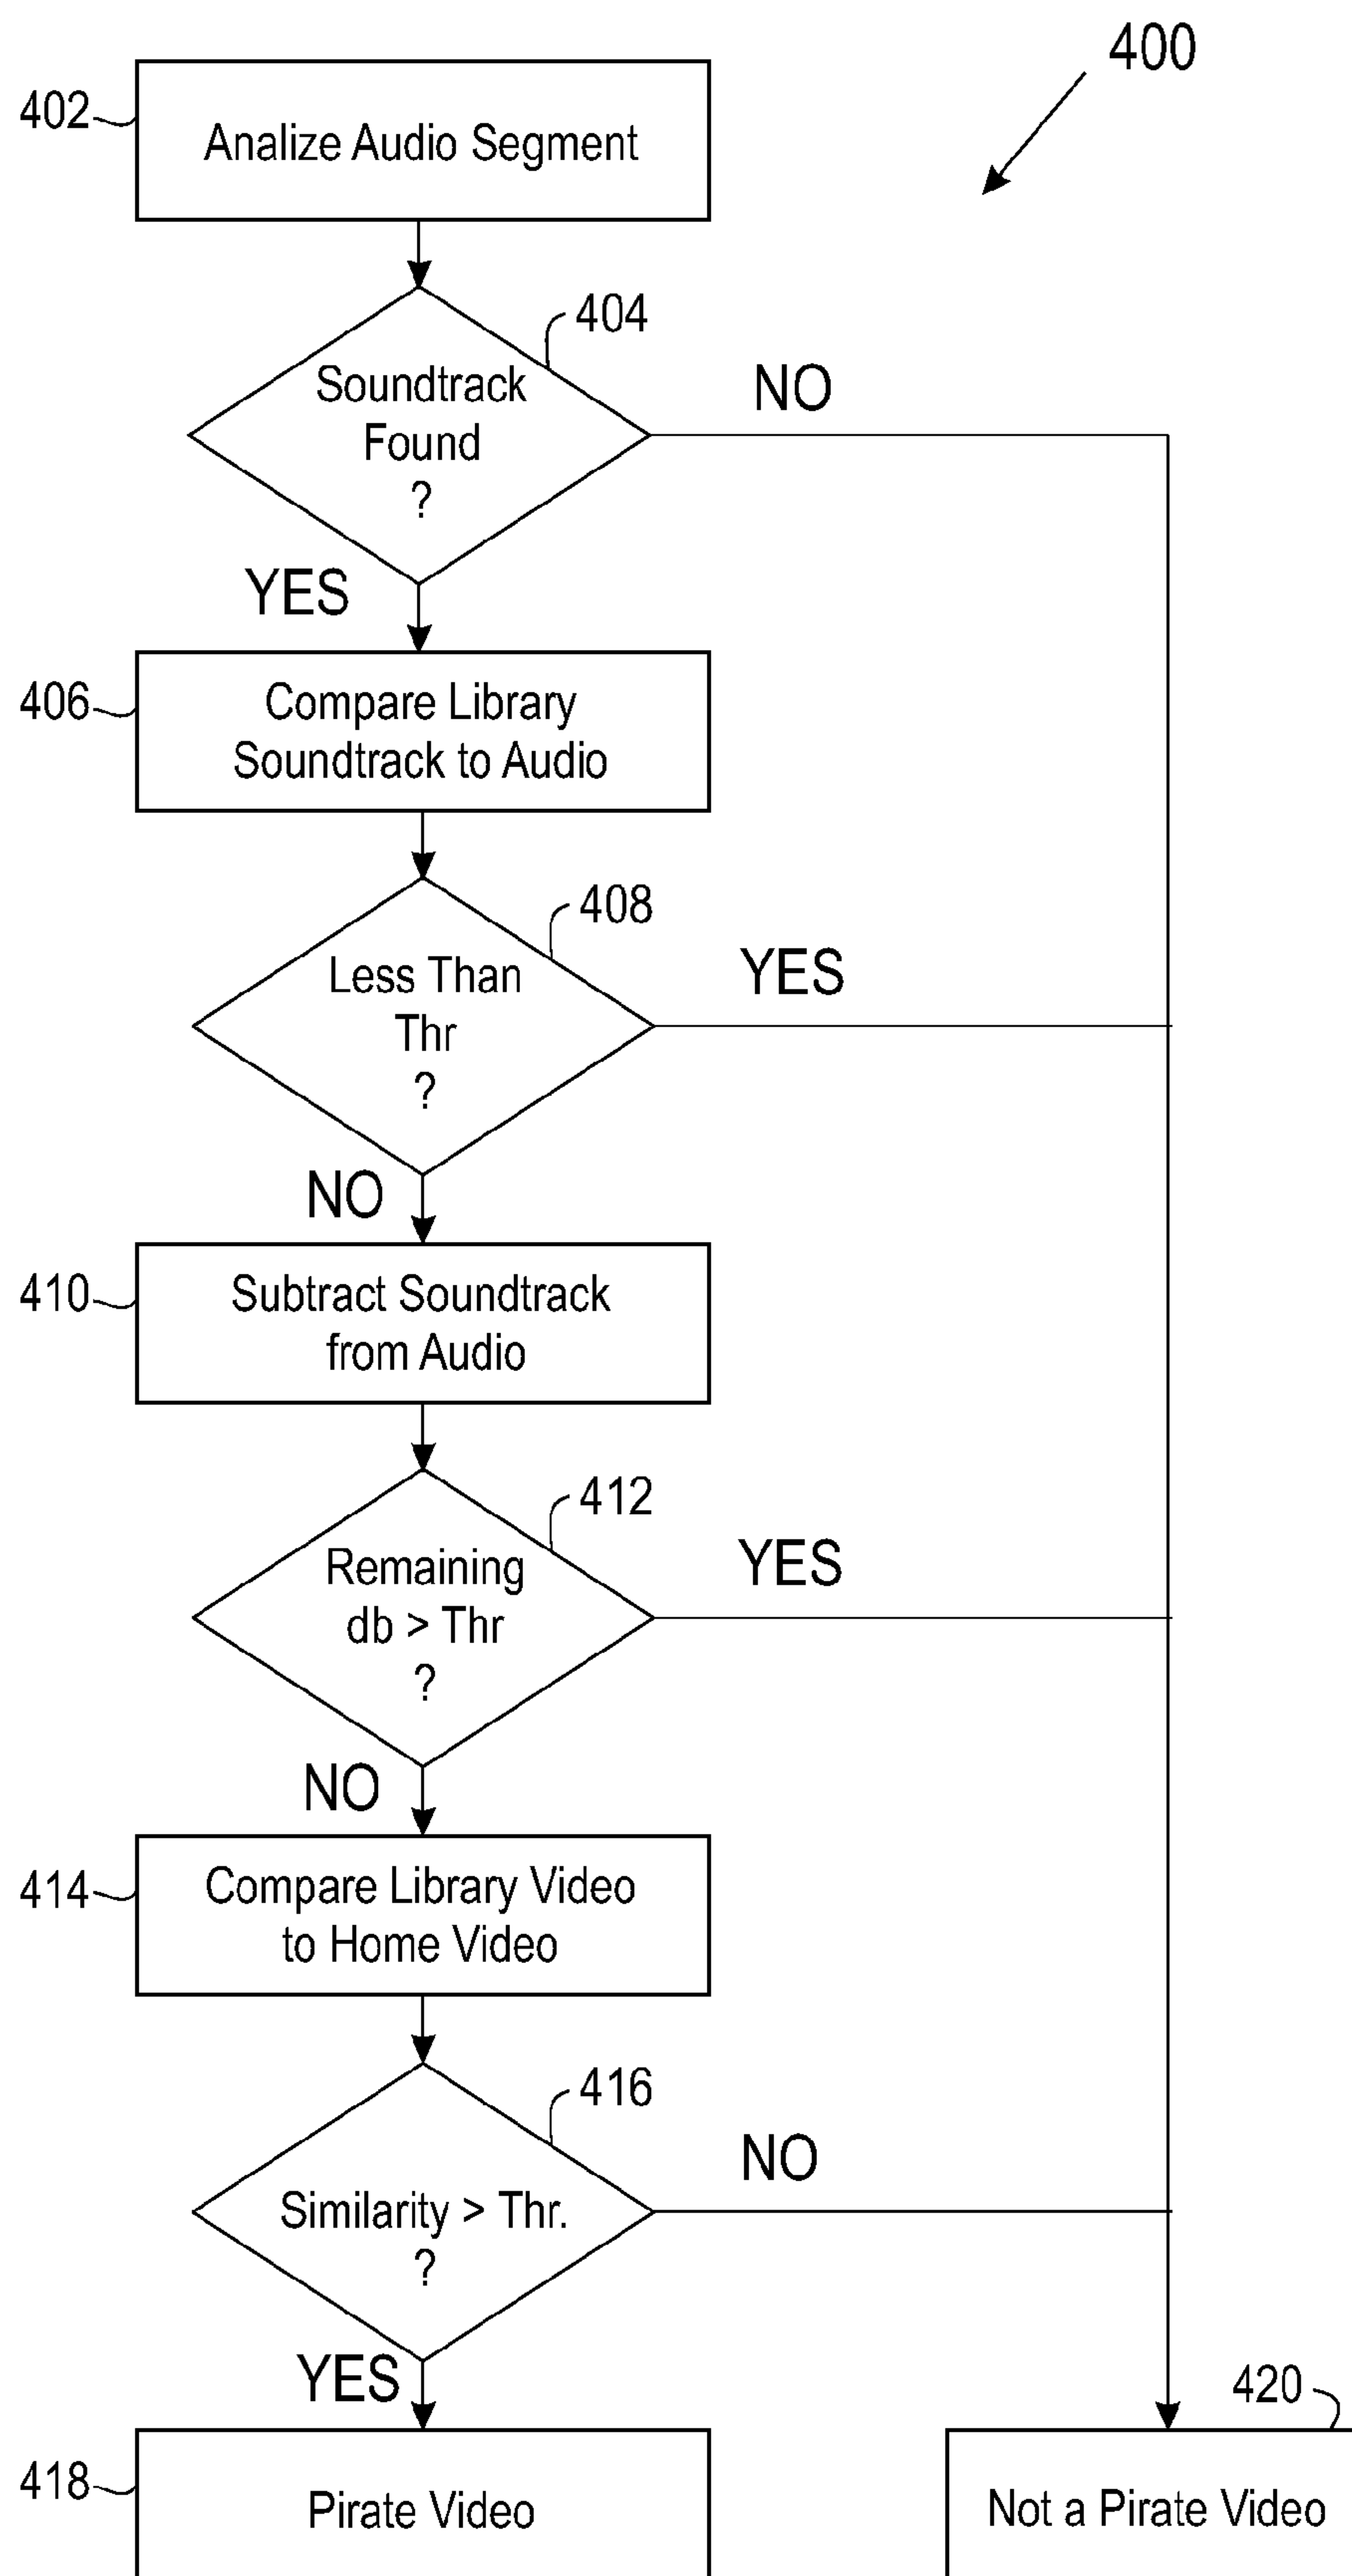 400
402
Analize Audio Segment
404
Soundtrack
Found
?
NO
YES
406
Compare Library
Soundtrack to Audio
408
Less Than
Thr
?
YES
NO
410
Subtract Soundtrack
from Audio
412
Remaining
db > Thr
?
YES
NO
414
Compare Library Video
to Home Video
416
Similarity > Thr.
?
NO
YES
418
Pirate Video
420
Not a Pirate Video